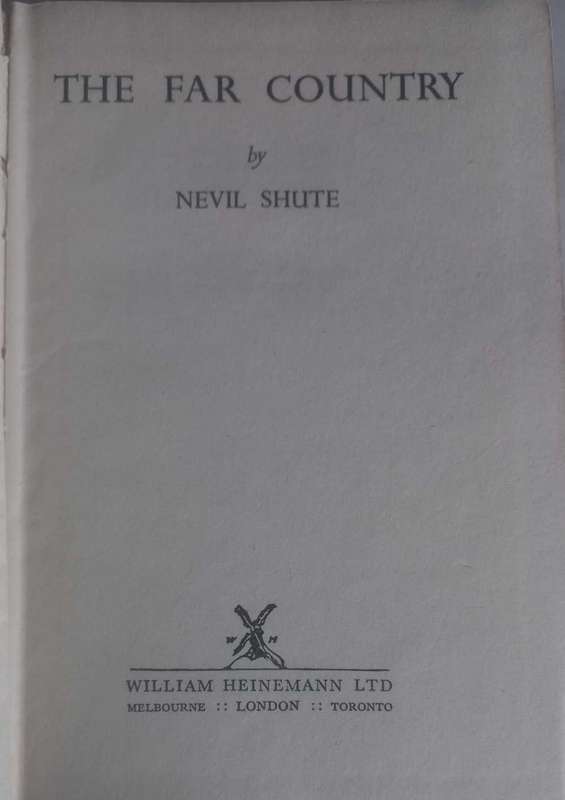 THE FAR COUNTRY
by
NEVIL SHUTE
W H
WILLIAM HEINEMANN LTD
MELBOURNE :: LONDON :: TORONTO